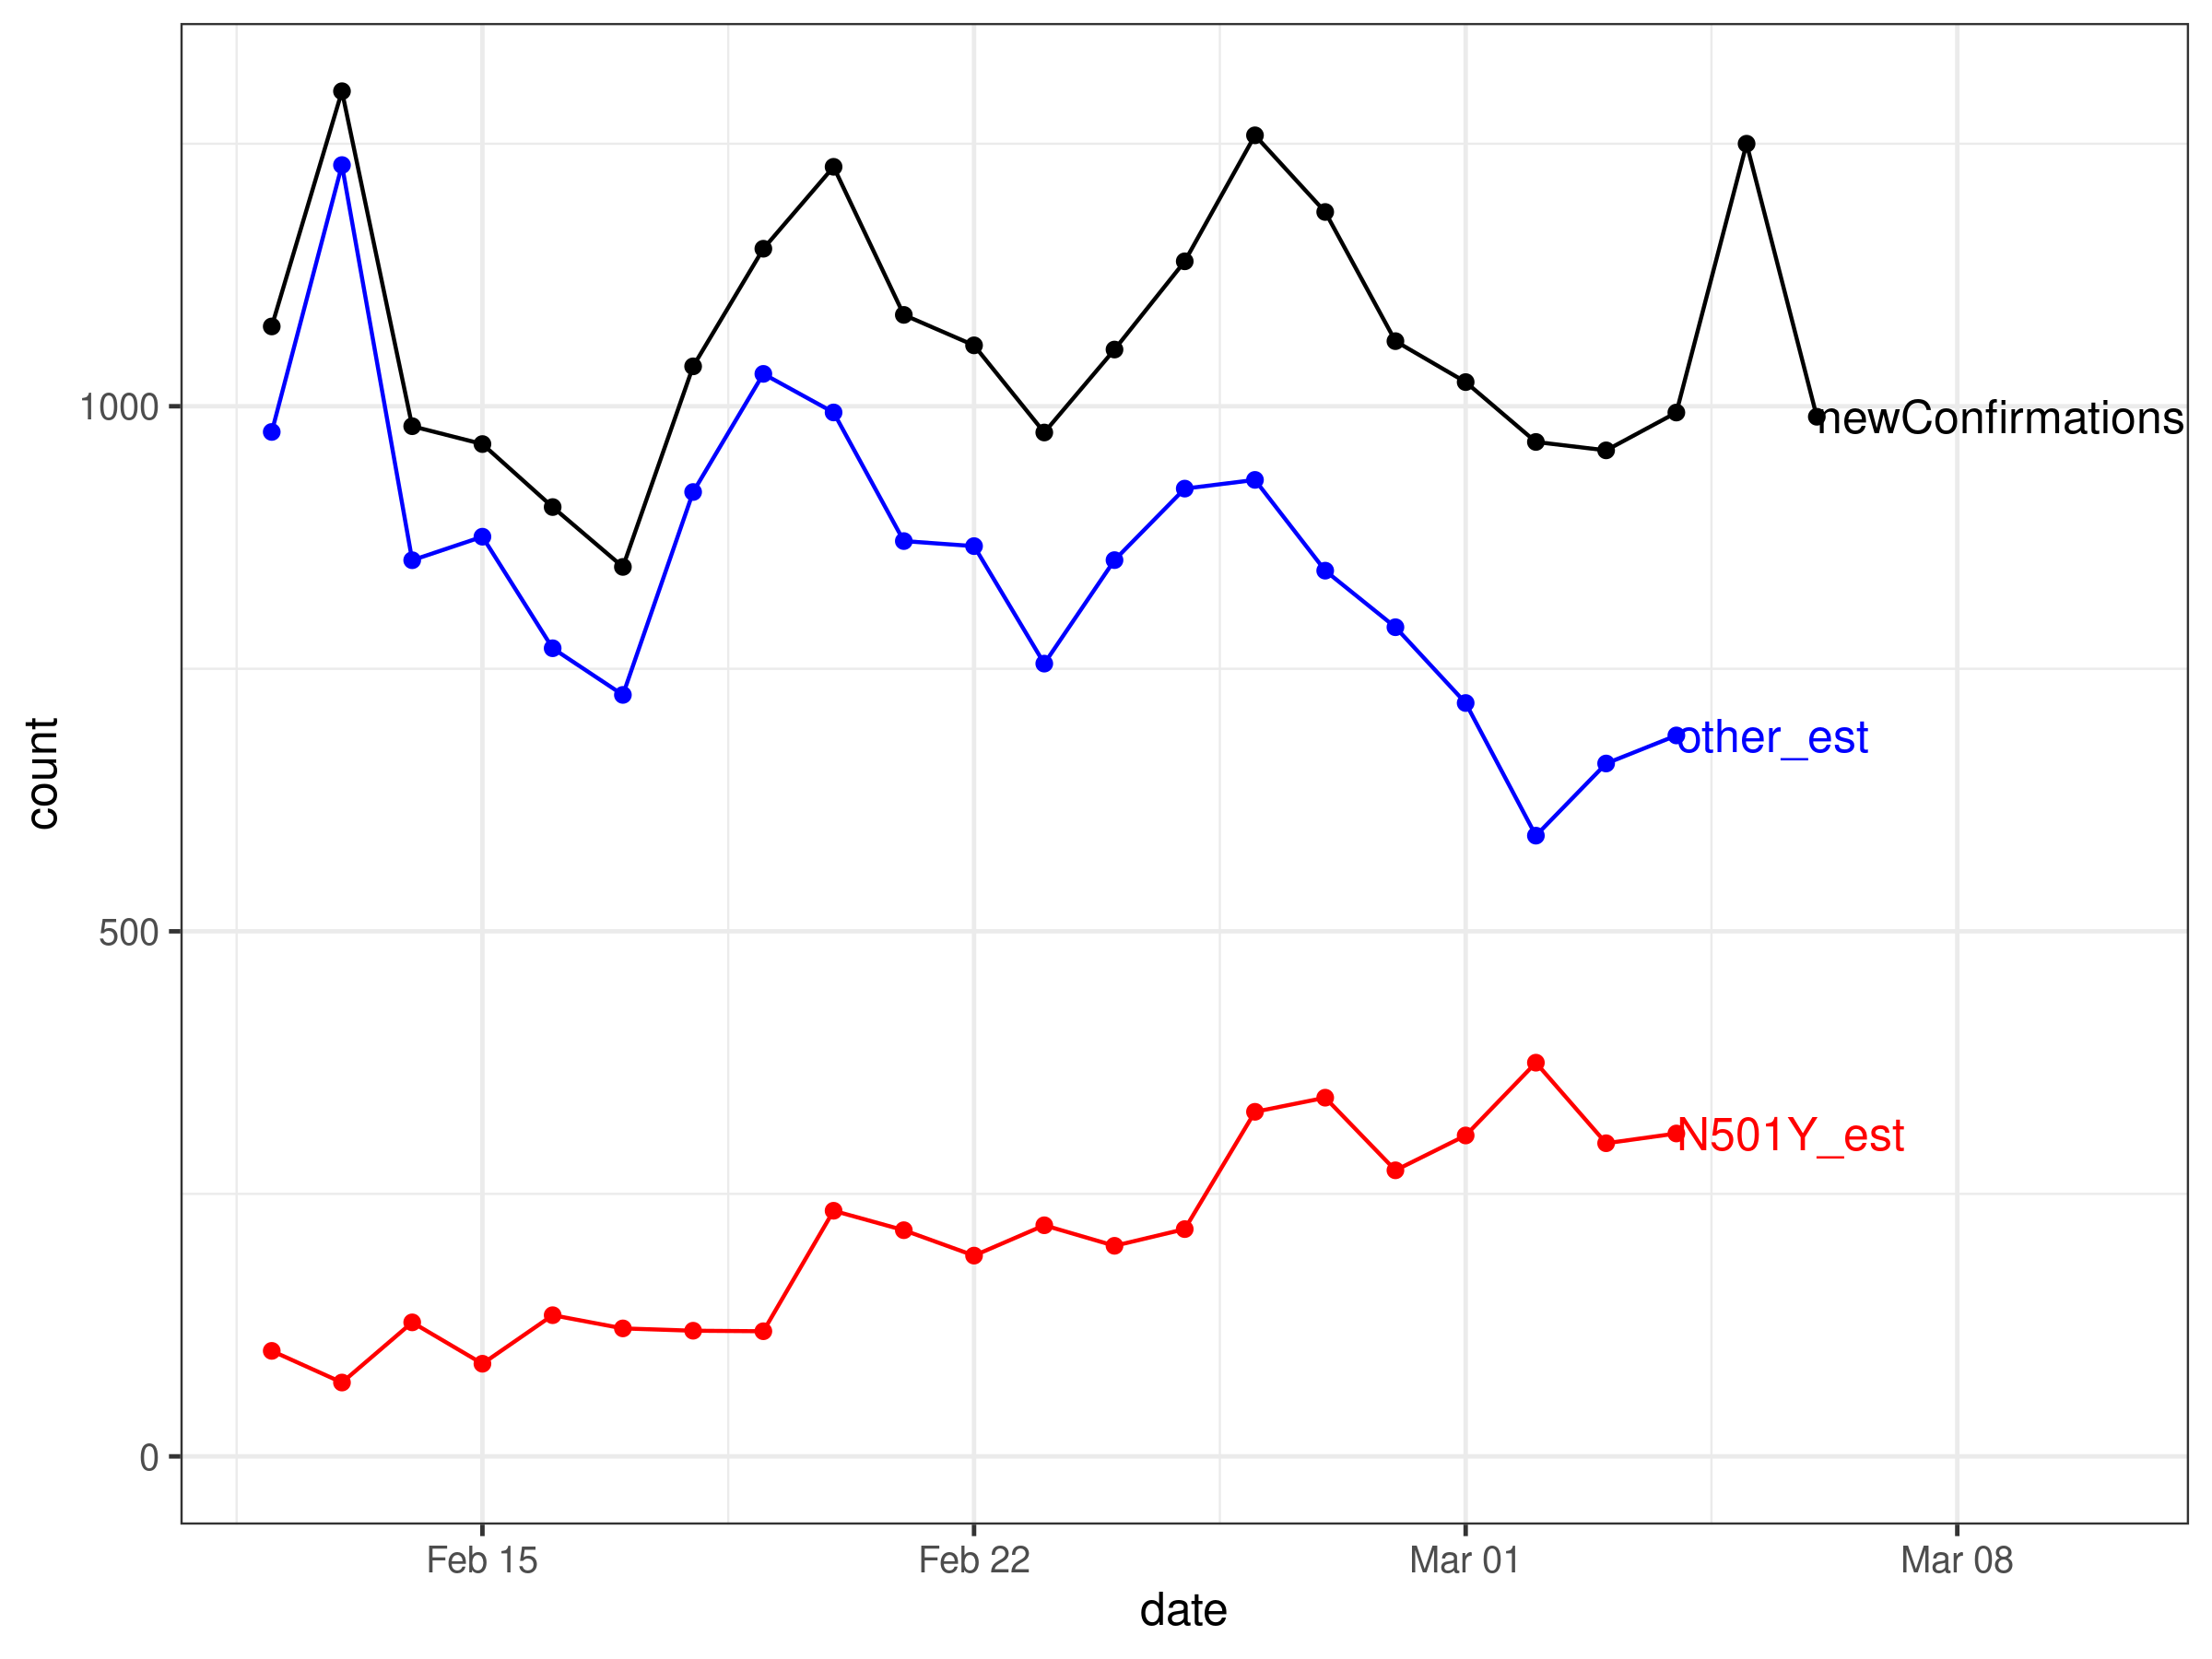 count
1000
500
0
newConfirmations
other_est
N501Y_est
Feb 15
Feb 22
Mar 01
Mar 08
date